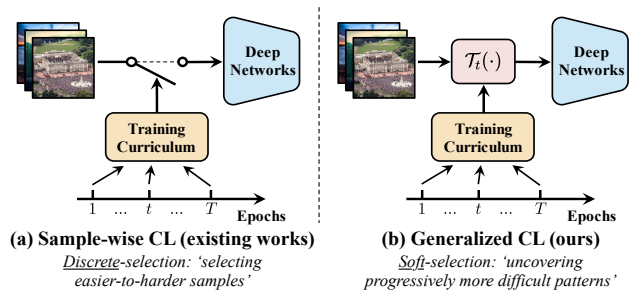 Deep
Networks
Training
Curriculum
1 ... t ... T
Epochs
(a) Sample-wise CL (existing works)
Discrete-selection: ‘selecting
easier-to-harder samples’
𝒯ₜ(·)
Deep
Networks
Training
Curriculum
1 ... t ... T
Epochs
(b) Generalized CL (ours)
Soft-selection: ‘uncovering
progressively more difficult patterns’